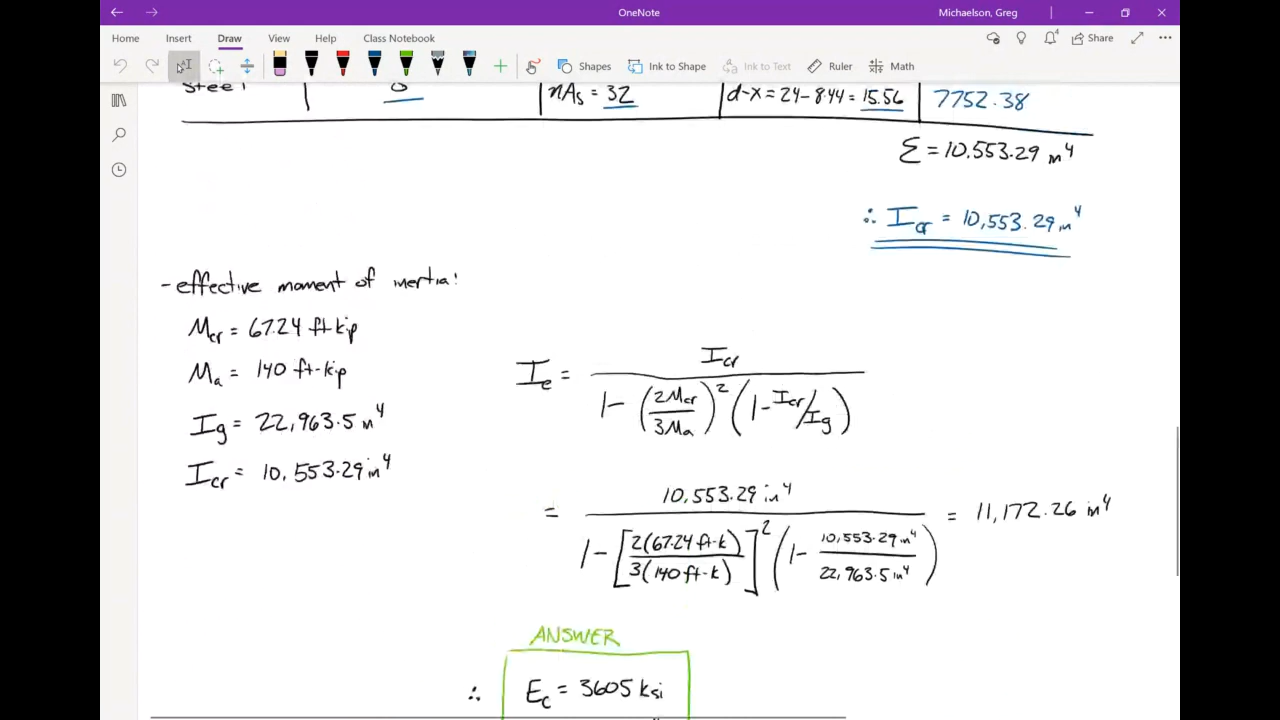 OneNote
Michaelson, Greg
Home Insert Draw View Help Class Notebook
Share
Shapes Ink to Shape Ink to Text Ruler Math
Steel 0 nAs = 32 d-x = 24-8.44 = 15.56 7752.38
Σ = 10,553.29 in⁴
∴ Icr = 10,553.29 in⁴
- effective moment of inertia:
Mcr = 67.24 ft·kip
Ma = 140 ft·kip
Ig = 22,963.5 in⁴
Icr = 10,553.29 in⁴
Ie = Icr / 1 - (2Mcr/3Ma)² (1 - Icr/Ig)
= 10,553.29 in⁴ / 1 - [2(67.24 ft·k)/3(140 ft·k)]² (1 - 10,553.29 in⁴/22,963.5 in⁴) = 11,172.26 in⁴
ANSWER
∴ Ec = 3605 ksi